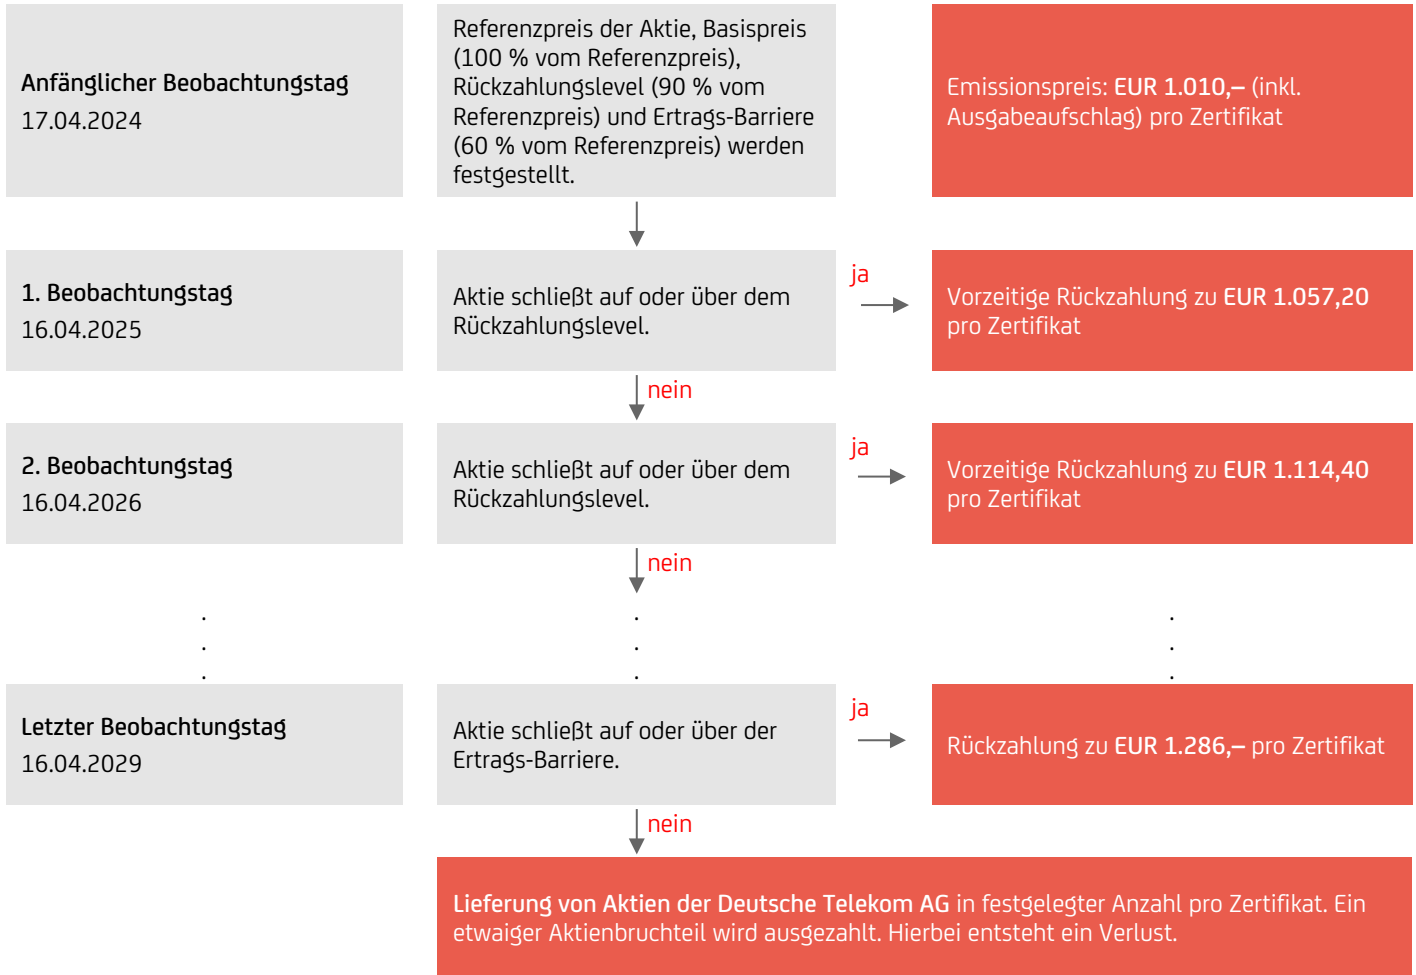 Anfänglicher Beobachtungstag
17.04.2024
Referenzpreis der Aktie, Basispreis
(100 % vom Referenzpreis),
Rückzahlungslevel (90 % vom
Referenzpreis) und Ertrags-Barriere
(60 % vom Referenzpreis) werden
festgestellt.
Emissionspreis: EUR 1.010,– (inkl.
Ausgabeaufschlag) pro Zertifikat
1. Beobachtungstag
16.04.2025
Aktie schließt auf oder über dem
Rückzahlungslevel.
ja
Vorzeitige Rückzahlung zu EUR 1.057,20
pro Zertifikat
nein
2. Beobachtungstag
16.04.2026
Aktie schließt auf oder über dem
Rückzahlungslevel.
ja
Vorzeitige Rückzahlung zu EUR 1.114,40
pro Zertifikat
nein
. . .
. . .
. . .
Letzter Beobachtungstag
16.04.2029
Aktie schließt auf oder über der
Ertrags-Barriere.
ja
Rückzahlung zu EUR 1.286,– pro Zertifikat
nein
Lieferung von Aktien der Deutsche Telekom AG in festgelegter Anzahl pro Zertifikat. Ein
etwaiger Aktienbruchteil wird ausgezahlt. Hierbei entsteht ein Verlust.